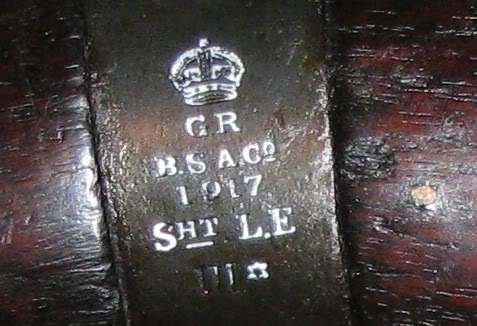 GR
B.S.A.Co
1917
SHT. L.E
III*